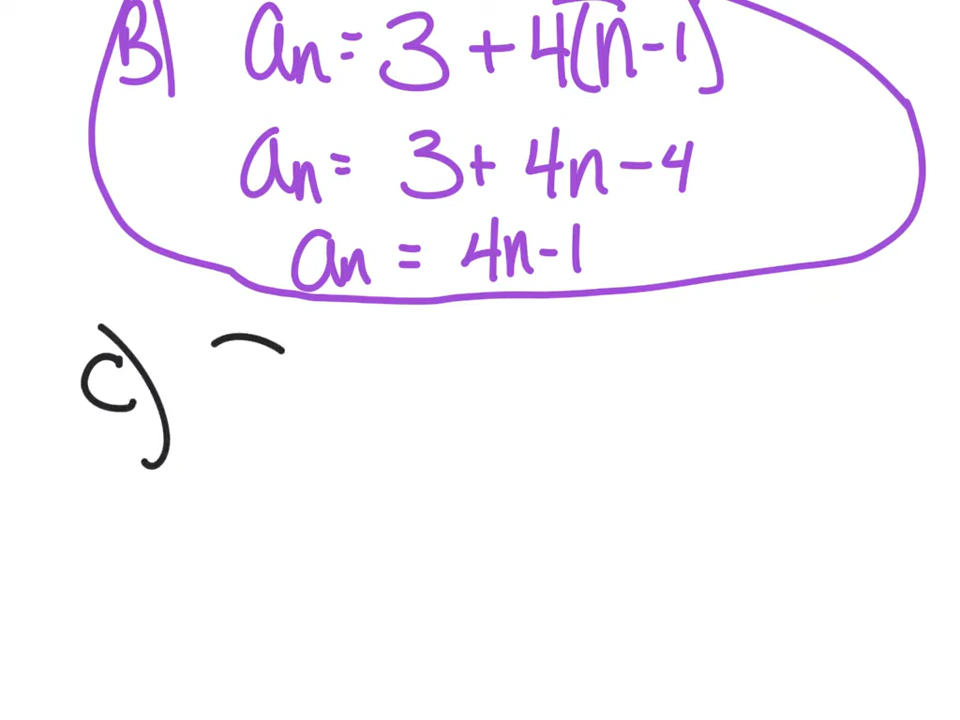 B) an = 3 + 4(n-1)
an = 3 + 4n - 4
an = 4n - 1
c)